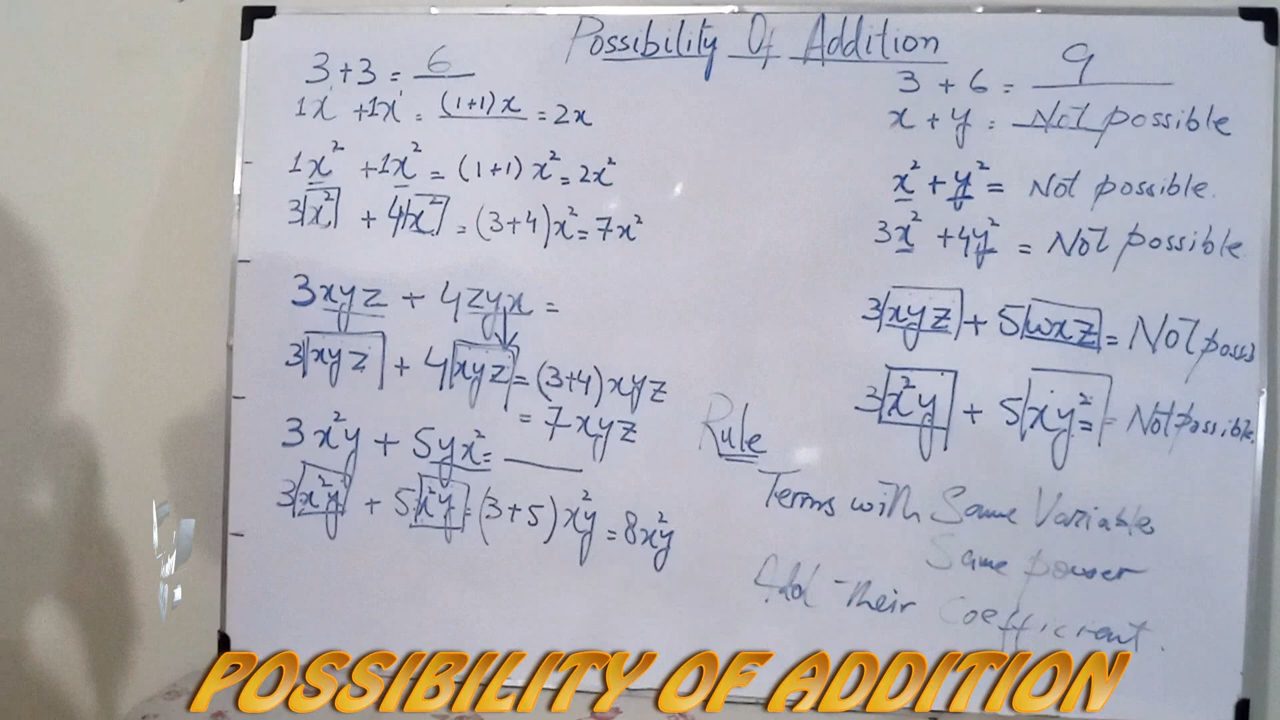 Possibility Of Addition
3 + 3 = 6
1x + 1x = (1+1) x = 2x
1x² + 1x² = (1+1) x² = 2x²
3x² + 4x² = (3+4)x² = 7x²
3xyz + 4zyx =
3xyz + 4xyz = (3+4) xyz
= 7xyz
3x²y + 5yx² =
3x²y + 5x²y = (3+5) x²y = 8x²y
3 + 6 = 9
x + y = Not possible
x² + y² = Not possible.
3x² + 4y² = Not possible
3xyz + 5wxz = Not possi
3x²y + 5xy² = Not possible.
Rule
Terms with Same Variable
Same power
Add Their Coefficient.
POSSIBILITY OF ADDITION